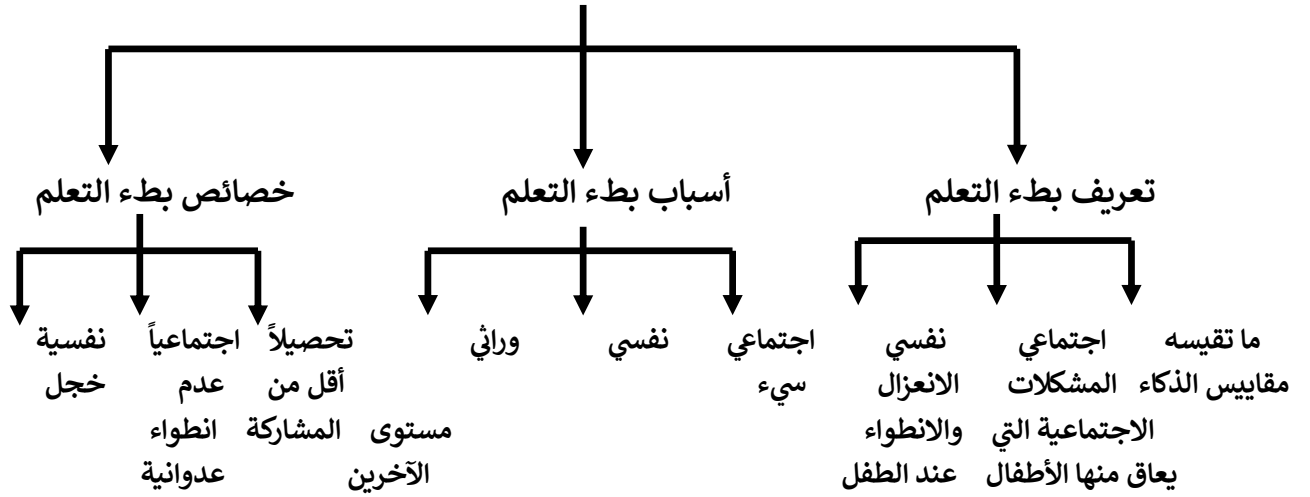 تعريف بطء التعلم
أسباب بطء التعلم
خصائص بطء التعلم
ما تقيسه
مقاييس الذكاء
اجتماعي
المشكلات
الاجتماعية التي
يعاق منها الأطفال
نفسي
الانعزال
والانطواء
عند الطفل
اجتماعي
سيء
نفسي
وراثي
تحصيلاً
أقل من
مستوى
الآخرين
اجتماعياً
عدم
المشاركة
انطواء
عدوانية
نفسية
خجل